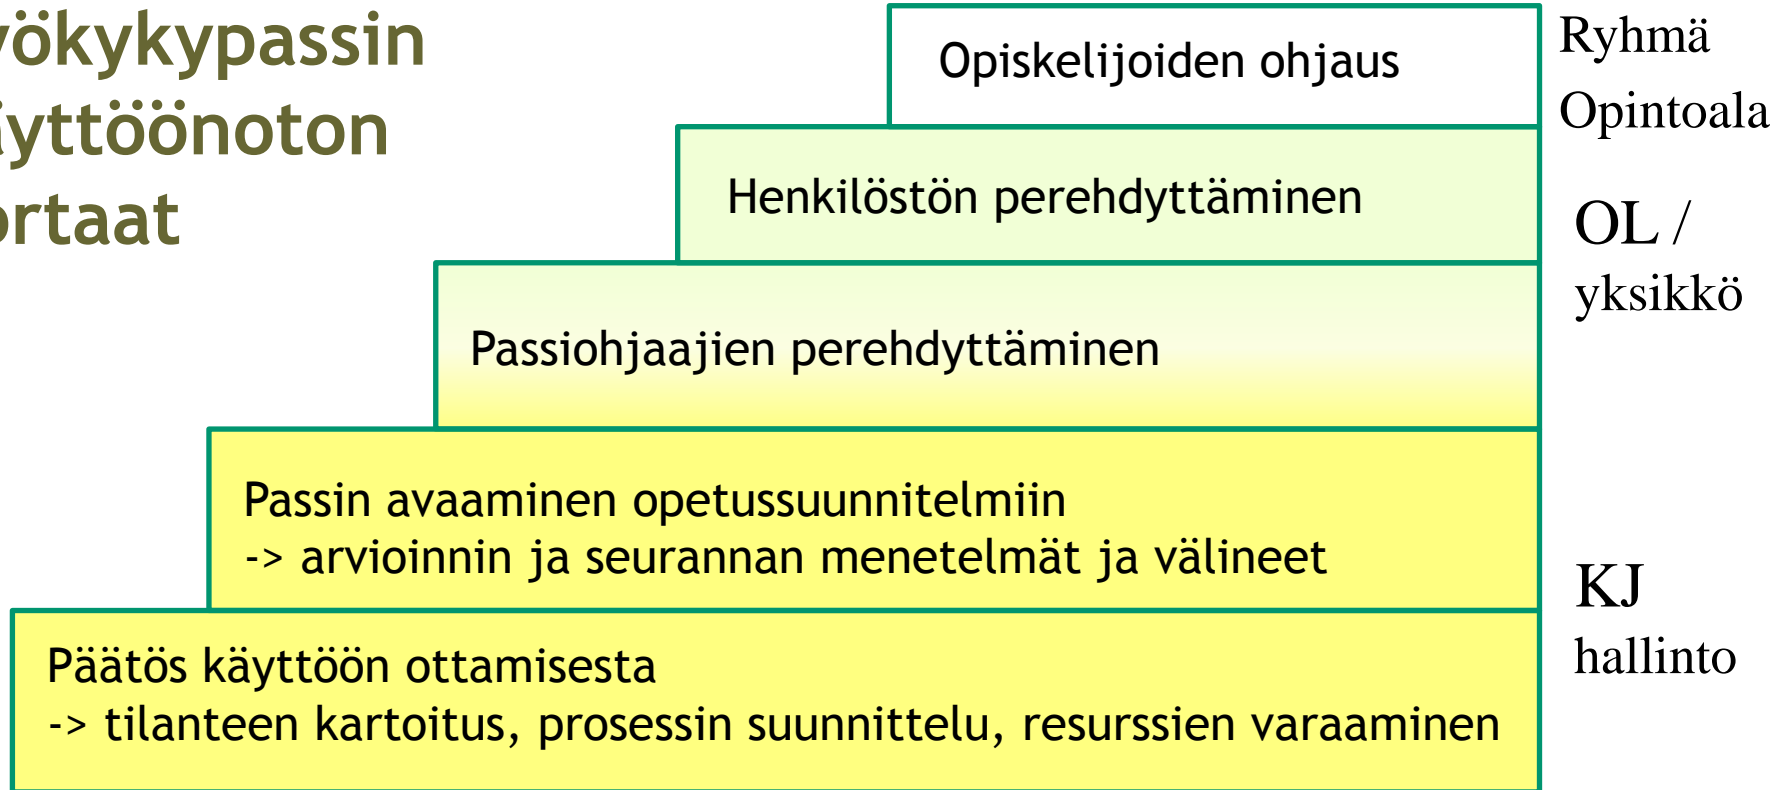 yökykypassin
äyttöönoton
ortaat
Opiskelijoiden ohjaus
Ryhmä
Opintoala
Henkilöstön perehdyttäminen
OL /
yksikkö
Passiohjaajien perehdyttäminen
Passin avaaminen opetussuunnitelmiin
-> arvioinnin ja seurannan menetelmät ja välineet
KJ
hallinto
Päätös käyttöön ottamisesta
-> tilanteen kartoitus, prosessin suunnittelu, resurssien varaaminen